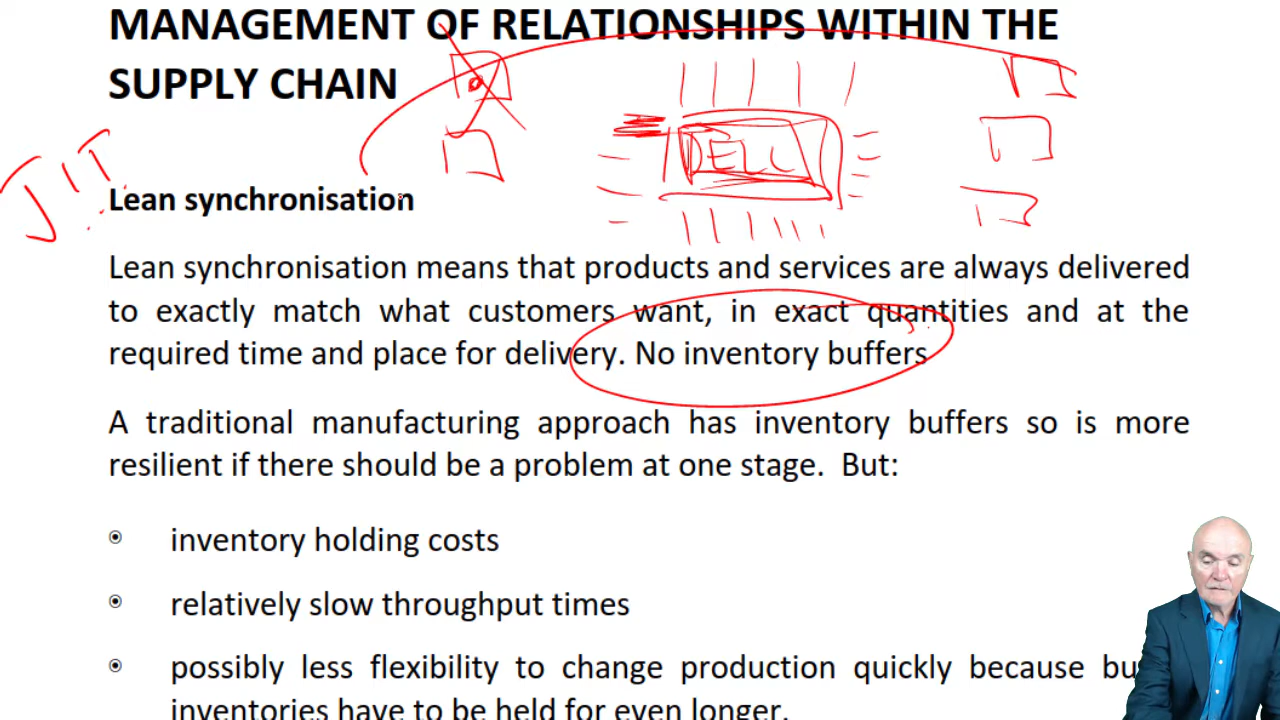 MANAGEMENT OF RELATIONSHIPS WITHIN THE
SUPPLY CHAIN
DELL
JIT
Lean synchronisation
Lean synchronisation means that products and services are always delivered
to exactly match what customers want, in exact quantities and at the
required time and place for delivery. No inventory buffers
A traditional manufacturing approach has inventory buffers so is more
resilient if there should be a problem at one stage. But:
inventory holding costs
relatively slow throughput times
possibly less flexibility to change production quickly because
inventories have to be held for even longer.